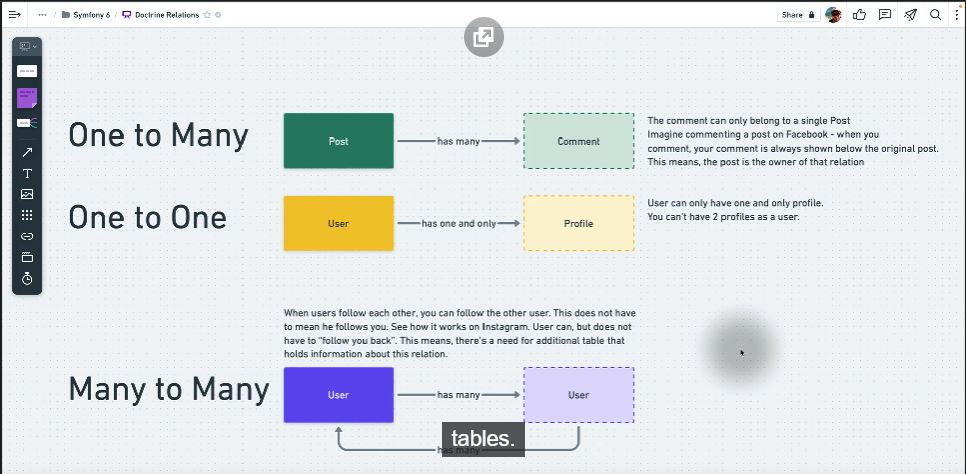 ... / Symfony 6 / Doctrine Relations
Share
One to Many
Post
has many
Comment
The comment can only belong to a single Post
Imagine commenting a post on Facebook - when you
comment, your comment is always shown below the original post.
This means, the post is the owner of that relation
One to One
User
has one and only
Profile
User can only have one and only profile.
You can't have 2 profiles as a user.
When users follow each other, you can follow the other user. This does not have
to mean he follows you. See how it works on Instagram. User can, but does not
have to "follow you back". This means, there's a need for additional table that
holds information about this relation.
Many to Many
User
has many
User
has many
tables.
T